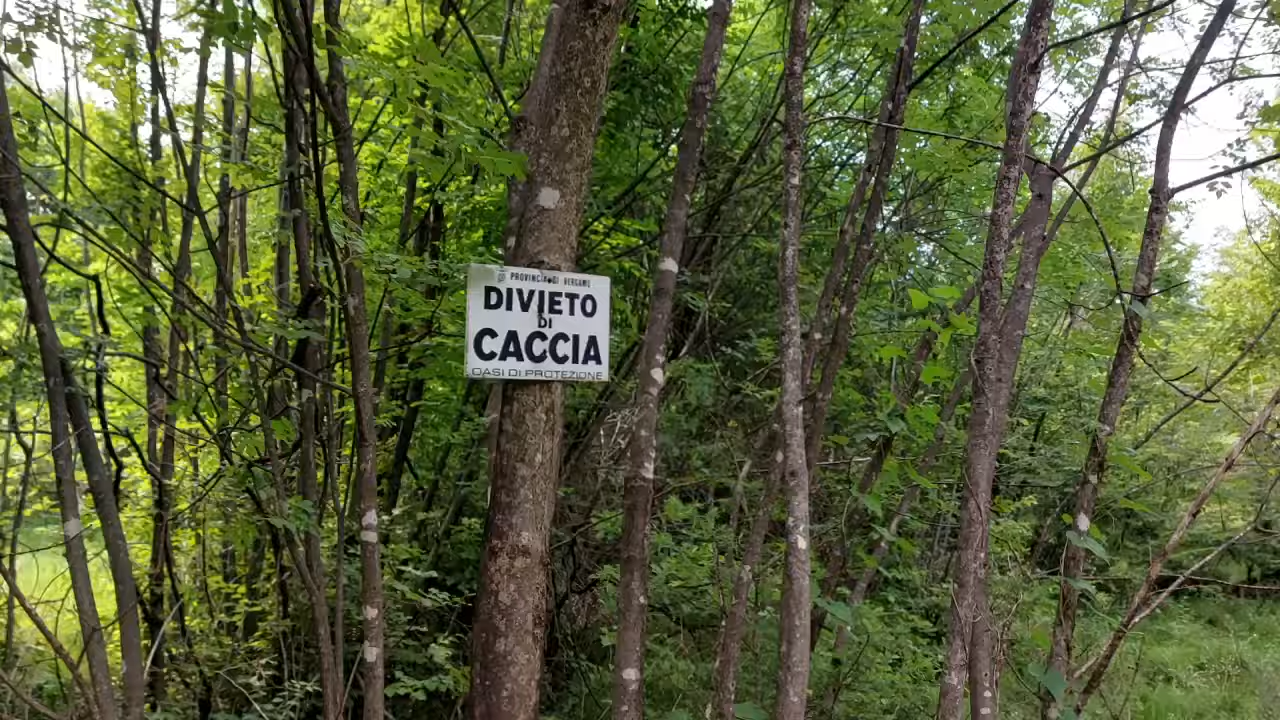 PROVINCIA DI BERGAMO
DIVIETO
DI
CACCIA
OASI DI PROTEZIONE